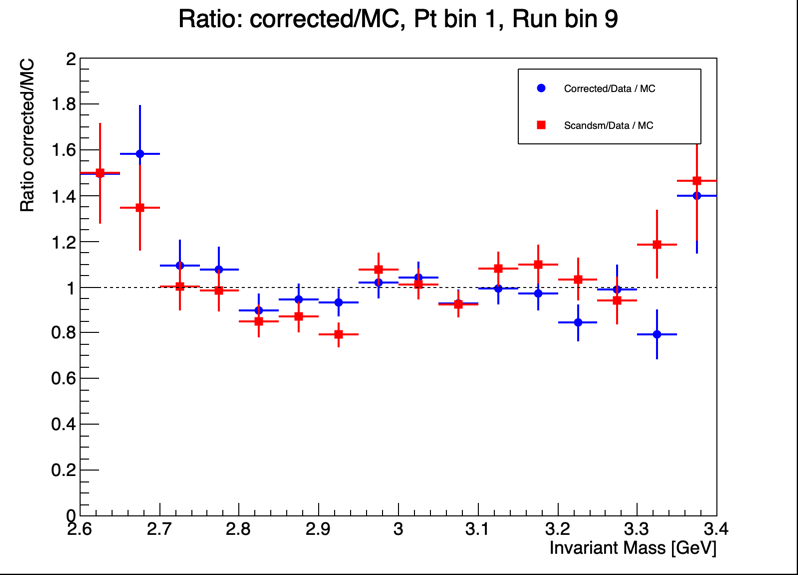 Ratio: corrected/MC, Pt bin 1, Run bin 9
Ratio corrected/MC
2
1.8
1.6
1.4
1.2
1
0.8
0.6
0.4
0.2
0
Corrected/Data / MC
Scandsm/Data / MC
2.6 2.7 2.8 2.9 3 3.1 3.2 3.3 3.4
Invariant Mass [GeV]